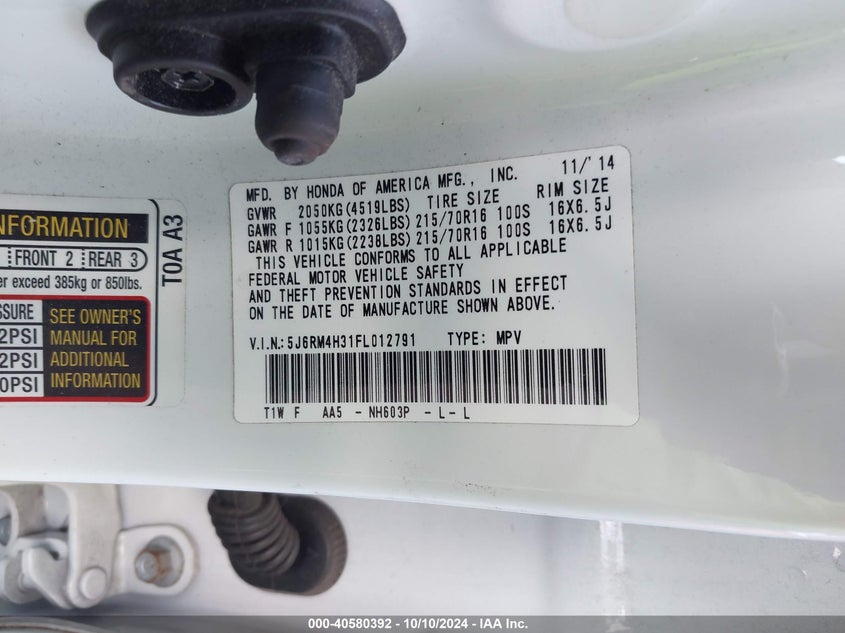 MFD. BY HONDA OF AMERICA MFG., INC. 11/'14
GVWR 2050KG(4519LBS) TIRE SIZE RIM SIZE
GAWR F 1055KG(2326LBS) 215/70R16 100S 16X6.5J
GAWR R 1015KG(2238LBS) 215/70R16 100S 16X6.5J
THIS VEHICLE CONFORMS TO ALL APPLICABLE
FEDERAL MOTOR VEHICLE SAFETY
AND THEFT PREVENTION STANDARDS IN EFFECT
ON THE DATE OF MANUFACTURE SHOWN ABOVE.
V.I.N.:5J6RM4H31FL012791 TYPE: MPV
T1W F AA5 - NH603P - L- L
FRONT 2 REAR 3
exceed 385kg or 850lbs.
SEE OWNER'S
MANUAL FOR
ADDITIONAL
INFORMATION
T0A A3
000-40580392 - 10/10/2024 - IAA Inc.